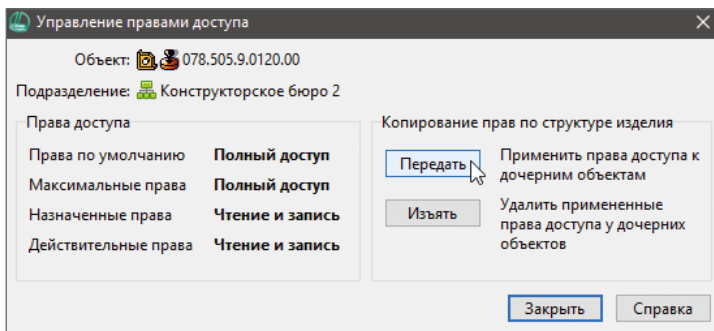 Управление правами доступа
Объект: 078.505.9.0120.00
Подразделение: Конструкторское бюро 2
Права доступа
Права по умолчанию Полный доступ
Максимальные права Полный доступ
Назначенные права Чтение и запись
Действительные права Чтение и запись
Копирование прав по структуре изделия
Передать
Применить права доступа к
дочерним объектам
Изъять
Удалить примененные
права доступа у дочерних
объектов
Закрыть
Справка